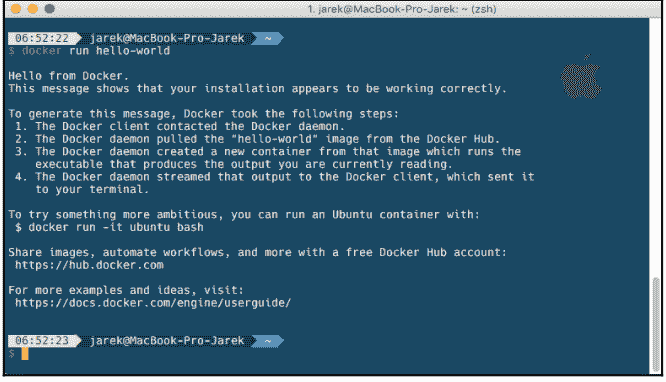 1. jarek@MacBook-Pro-Jarek: ~ (zsh)
06:52:22 jarek@MacBook-Pro-Jarek ~
$ docker run hello-world
Hello from Docker.
This message shows that your installation appears to be working correctly.
To generate this message, Docker took the following steps:
1. The Docker client contacted the Docker daemon.
2. The Docker daemon pulled the "hello-world" image from the Docker Hub.
3. The Docker daemon created a new container from that image which runs the
executable that produces the output you are currently reading.
4. The Docker daemon streamed that output to the Docker client, which sent it
to your terminal.
To try something more ambitious, you can run an Ubuntu container with:
$ docker run -it ubuntu bash
Share images, automate workflows, and more with a free Docker Hub account:
https://hub.docker.com
For more examples and ideas, visit:
https://docs.docker.com/engine/userguide/
06:52:23 jarek@MacBook-Pro-Jarek ~
$